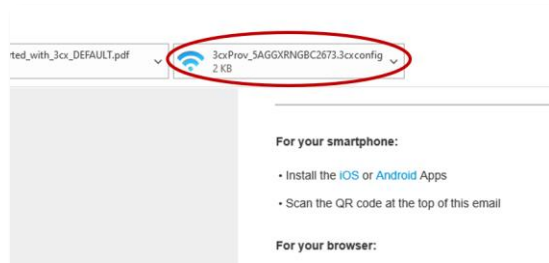 rted_with_3cx_DEFAULT.pdf
3cxProv_5AGGXRNGBC2673.3cxconfig
2 KB
For your smartphone:
• Install the iOS or Android Apps
• Scan the QR code at the top of this email
For your browser: